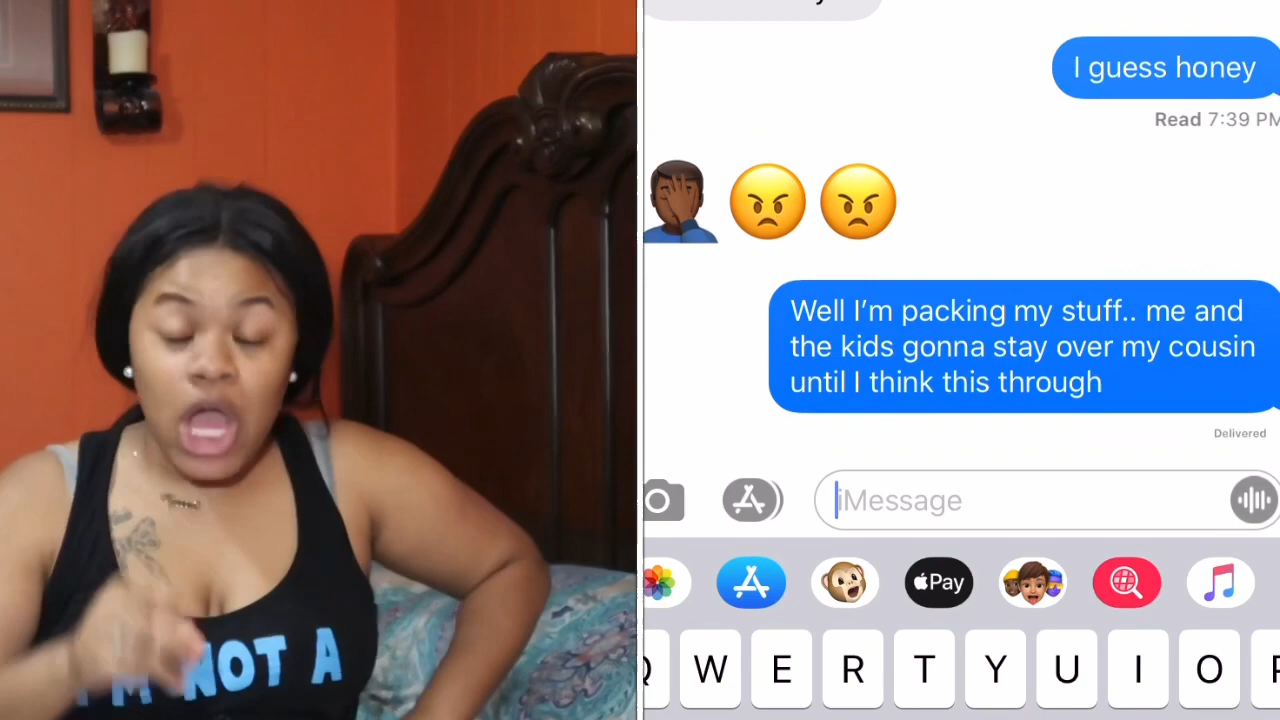 I'M NOT A
I guess honey
Read 7:39 PM
Well I’m packing my stuff.. me and
the kids gonna stay over my cousin
until I think this through
Delivered
iMessage
Pay
W E R T Y U I O